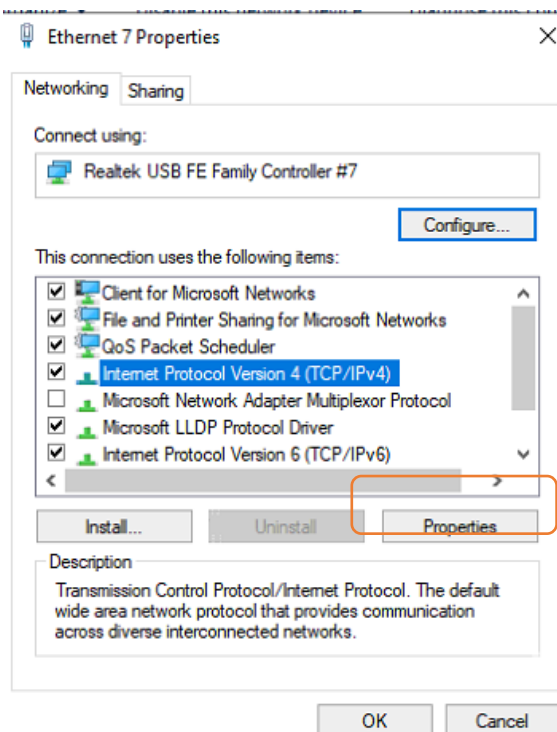 Ethernet 7 Properties
Networking
Sharing
Connect using:
Realtek USB FE Family Controller #7
Configure...
This connection uses the following items:
Client for Microsoft Networks
File and Printer Sharing for Microsoft Networks
QoS Packet Scheduler
Internet Protocol Version 4 (TCP/IPv4)
Microsoft Network Adapter Multiplexor Protocol
Microsoft LLDP Protocol Driver
Internet Protocol Version 6 (TCP/IPv6)
Install...
Uninstall
Properties
Description
Transmission Control Protocol/Internet Protocol. The default
wide area network protocol that provides communication
across diverse interconnected networks.
OK
Cancel